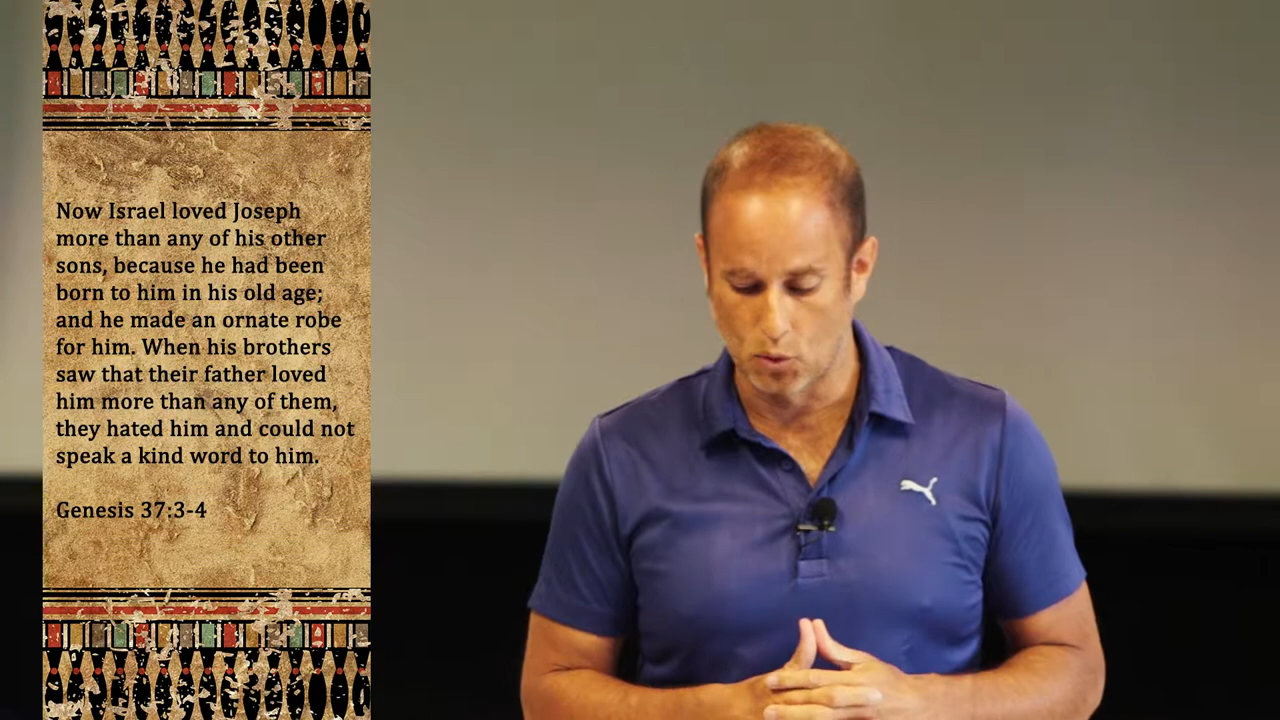 Now Israel loved Joseph
more than any of his other
sons, because he had been
born to him in his old age;
and he made an ornate robe
for him. When his brothers
saw that their father loved
him more than any of them,
they hated him and could not
speak a kind word to him.
Genesis 37:3-4